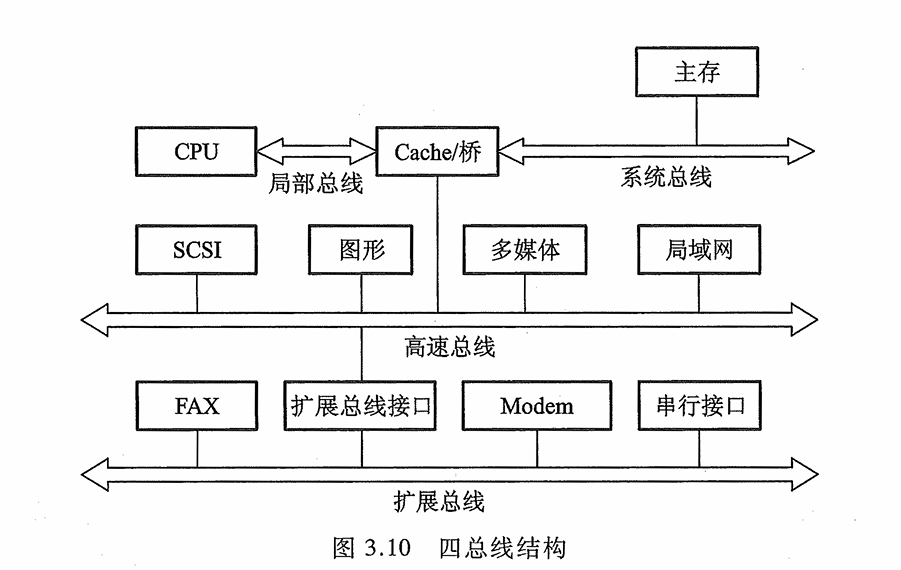 主存
CPU
Cache/桥
局部总线
系统总线
SCSI
图形
多媒体
局域网
高速总线
FAX
扩展总线接口
Modem
串行接口
扩展总线
图 3.10 四总线结构